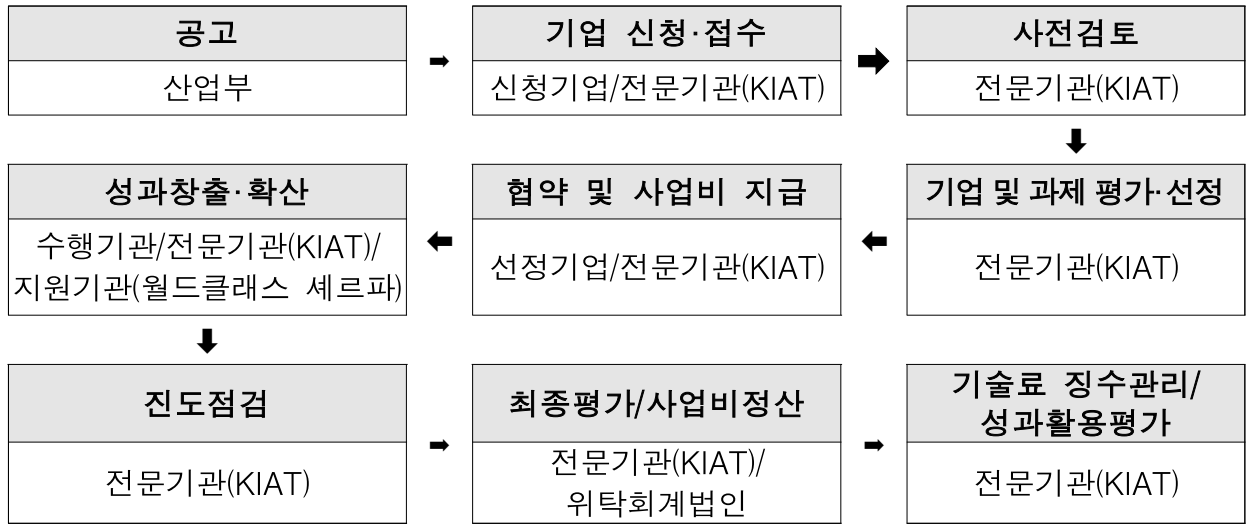 공고
산업부
기업 신청·접수
신청기업/전문기관(KIAT)
사전검토
전문기관(KIAT)
기업 및 과제 평가·선정
전문기관(KIAT)
협약 및 사업비 지급
선정기업/전문기관(KIAT)
성과창출·확산
수행기관/전문기관(KIAT)/
지원기관(월드클래스 셰르파)
진도점검
전문기관(KIAT)
최종평가/사업비정산
전문기관(KIAT)/
위탁회계법인
기술료 징수관리/
성과활용평가
전문기관(KIAT)